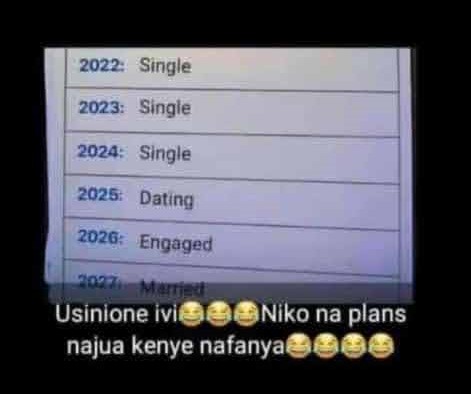 2022: Single
2023: Single
2024: Single
2025: Dating
2026: Engaged
2027: Married
Usinione ivi😂😂😂Niko na plans
najua kenye nafanya😂😂😂😂